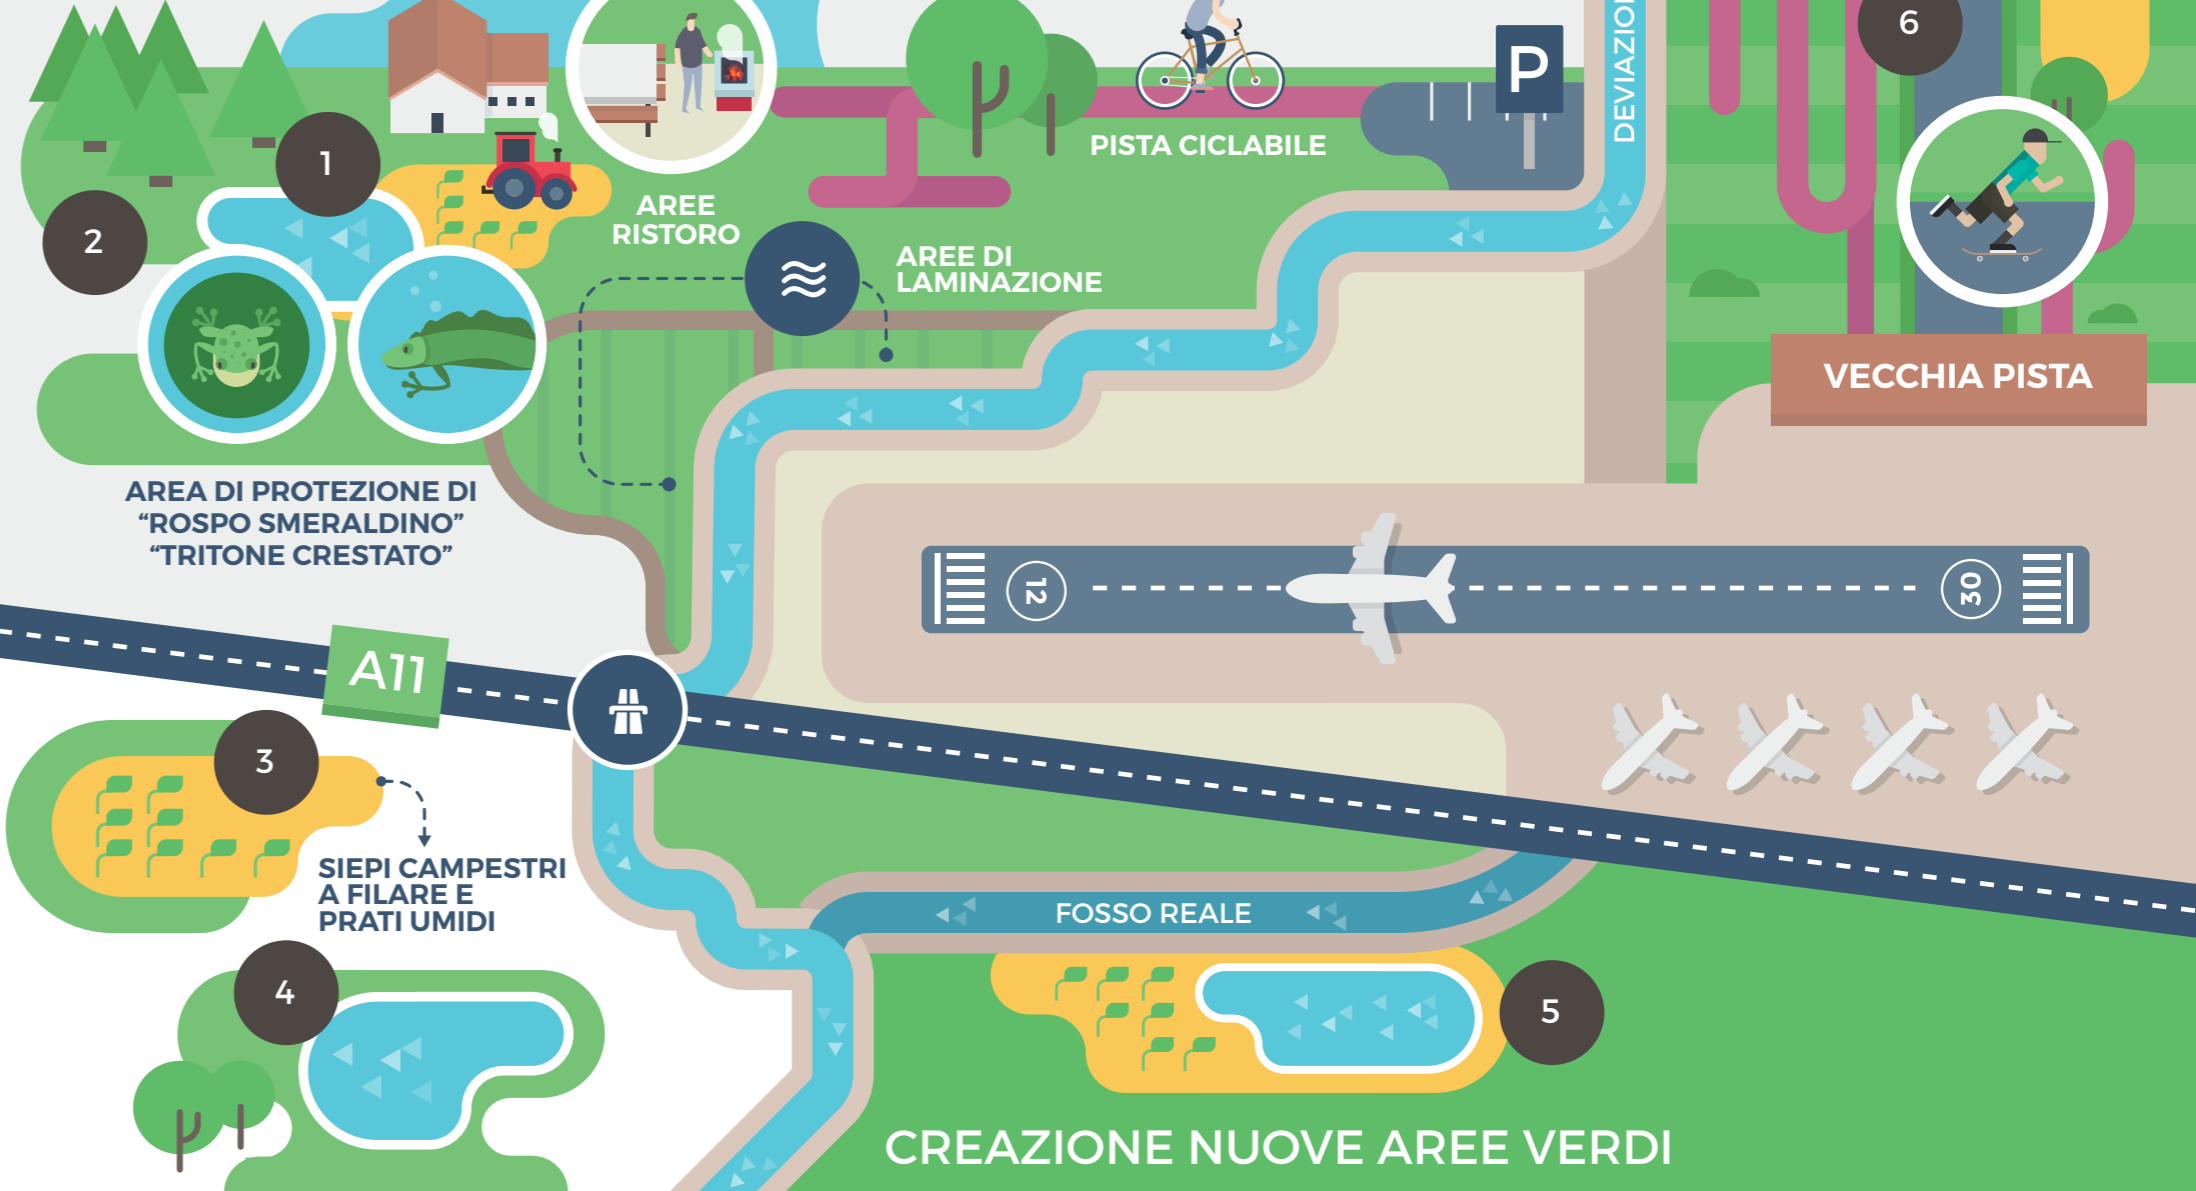 6
P
DEVIAZIO
PISTA CICLABILE
1
AREE
RISTORO
2
AREE DI
LAMINAZIONE
VECCHIA PISTA
AREA DI PROTEZIONE DI
“ROSPO SMERALDINO”
“TRITONE CRESTATO”
12
30
A11
3
SIEPI CAMPESTRI
A FILARE E
PRATI UMIDI
FOSSO REALE
4
5
CREAZIONE NUOVE AREE VERDI